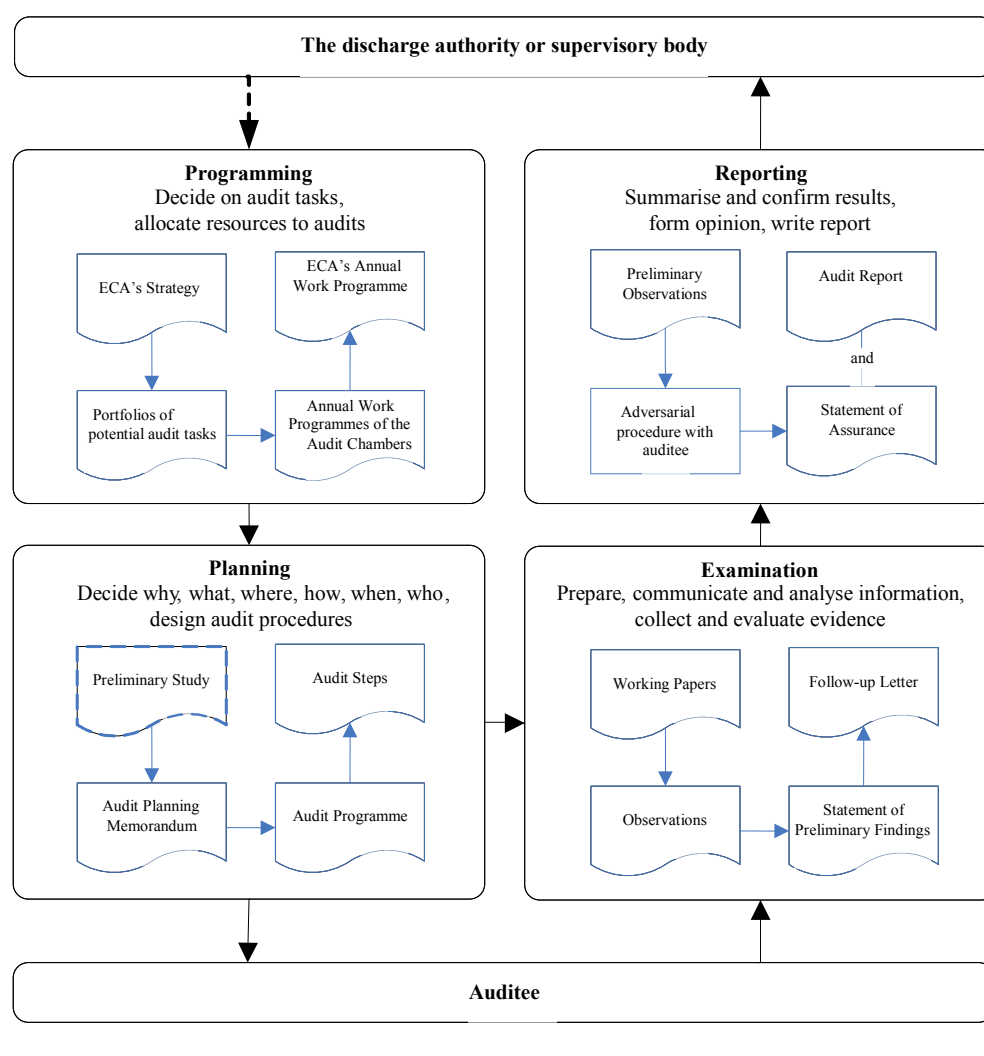 The discharge authority or supervisory body
Programming
Decide on audit tasks,
allocate resources to audits
ECA's Strategy
ECA's Annual
Work Programme
Portfolios of
potential audit tasks
Annual Work
Programmes of the
Audit Chambers
Reporting
Summarise and confirm results,
form opinion, write report
Preliminary
Observations
Audit Report
and
Adversarial
procedure with
auditee
Statement of
Assurance
Planning
Decide why, what, where, how, when, who,
design audit procedures
Preliminary Study
Audit Steps
Audit Planning
Memorandum
Audit Programme
Examination
Prepare, communicate and analyse information,
collect and evaluate evidence
Working Papers
Follow-up Letter
Observations
Statement of
Preliminary Findings
Auditee